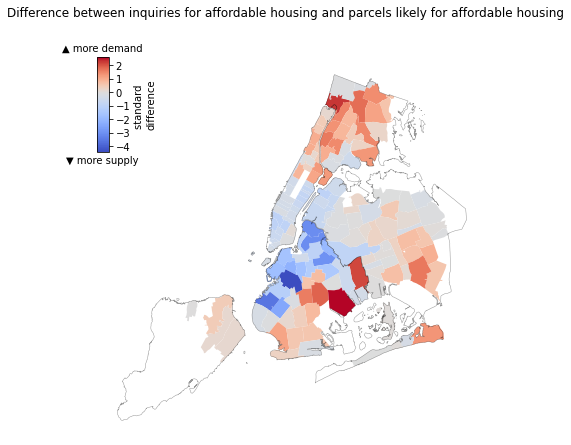 Difference between inquiries for affordable housing and parcels likely for affordable housing
▲ more demand
2
1
0
−1
−2
−3
−4
standard
difference
▼ more supply